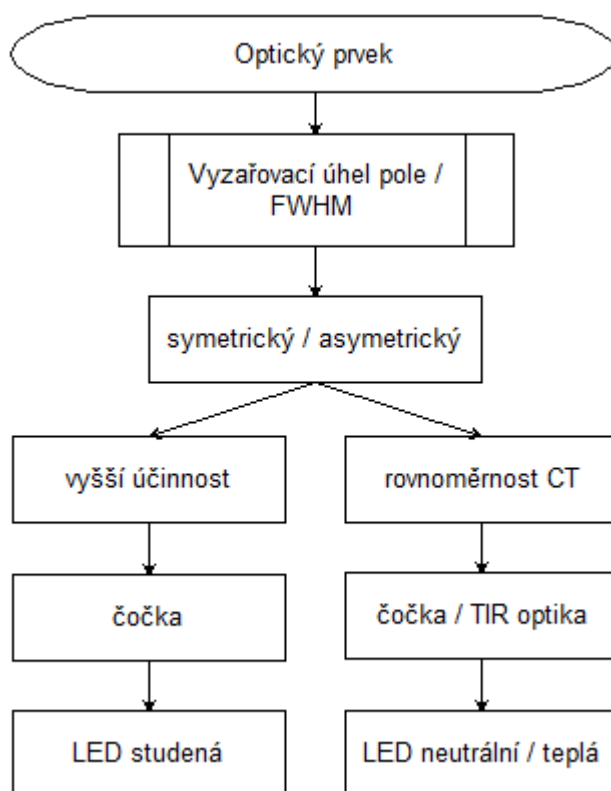 Optický prvek
Vyzařovací úhel pole /
FWHM
symetrický / asymetrický
vyšší účinnost
rovnoměrnost CT
čočka
čočka / TIR optika
LED studená
LED neutrální / teplá